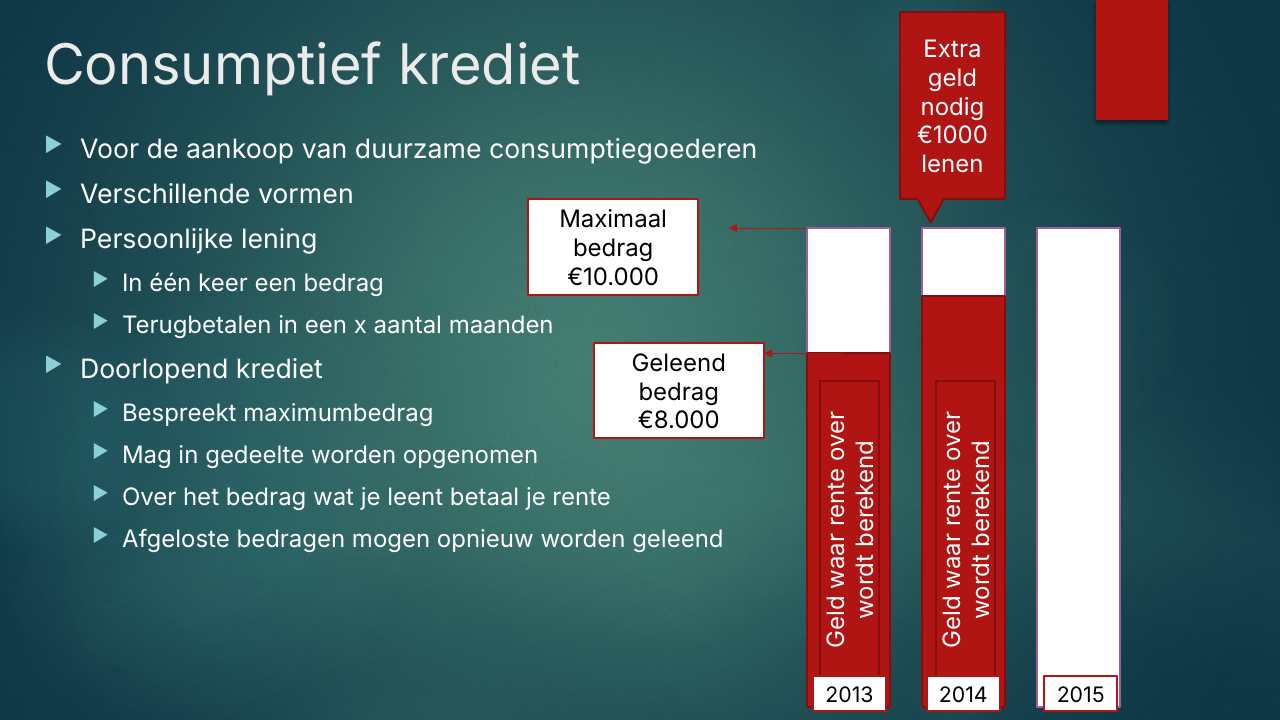 Consumptief krediet
Voor de aankoop van duurzame consumptiegoederen
Verschillende vormen
Persoonlijke lening
In één keer een bedrag
Terugbetalen in een x aantal maanden
Doorlopend krediet
Bespreekt maximumbedrag
Mag in gedeelte worden opgenomen
Over het bedrag wat je leent betaal je rente
Afgeloste bedragen mogen opnieuw worden geleend
Maximaal
bedrag
€10.000
Geleend
bedrag
€8.000
Extra
geld
nodig
€1000
lenen
Geld waar rente over
wordt berekend
Geld waar rente over
wordt berekend
2013
2014
2015